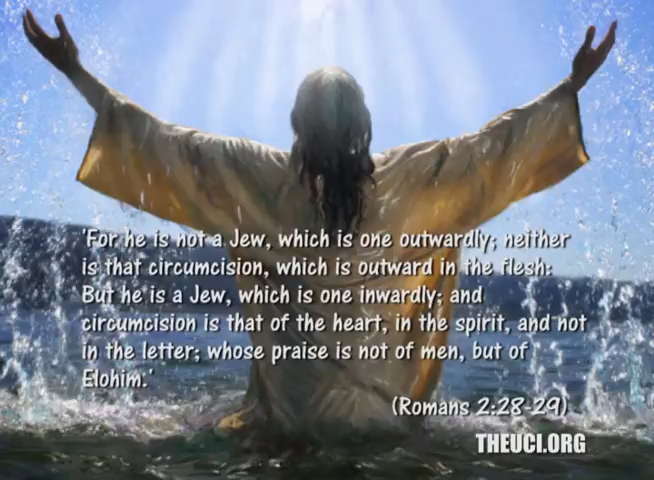 'For he is not a Jew, which is one outwardly; neither
is that circumcision, which is outward in the flesh:
But he is a Jew, which is one inwardly; and
circumcision is that of the heart, in the spirit, and not
in the letter; whose praise is not of men, but of
Elohim.'
(Romans 2:28-29)
THEUCI.ORG